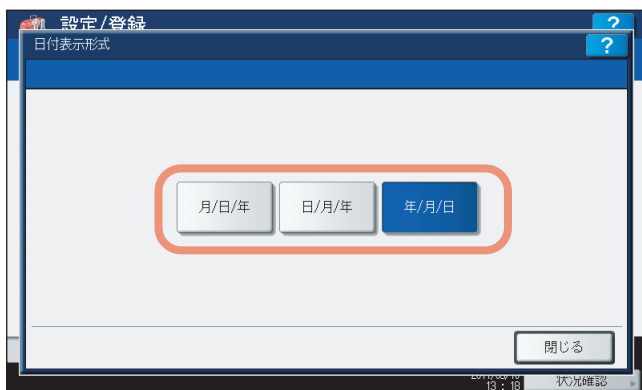 設定/登録
?
日付表示形式
?
月/日/年
日/月/年
年/月/日
閉じる
13 : 18
状況確認